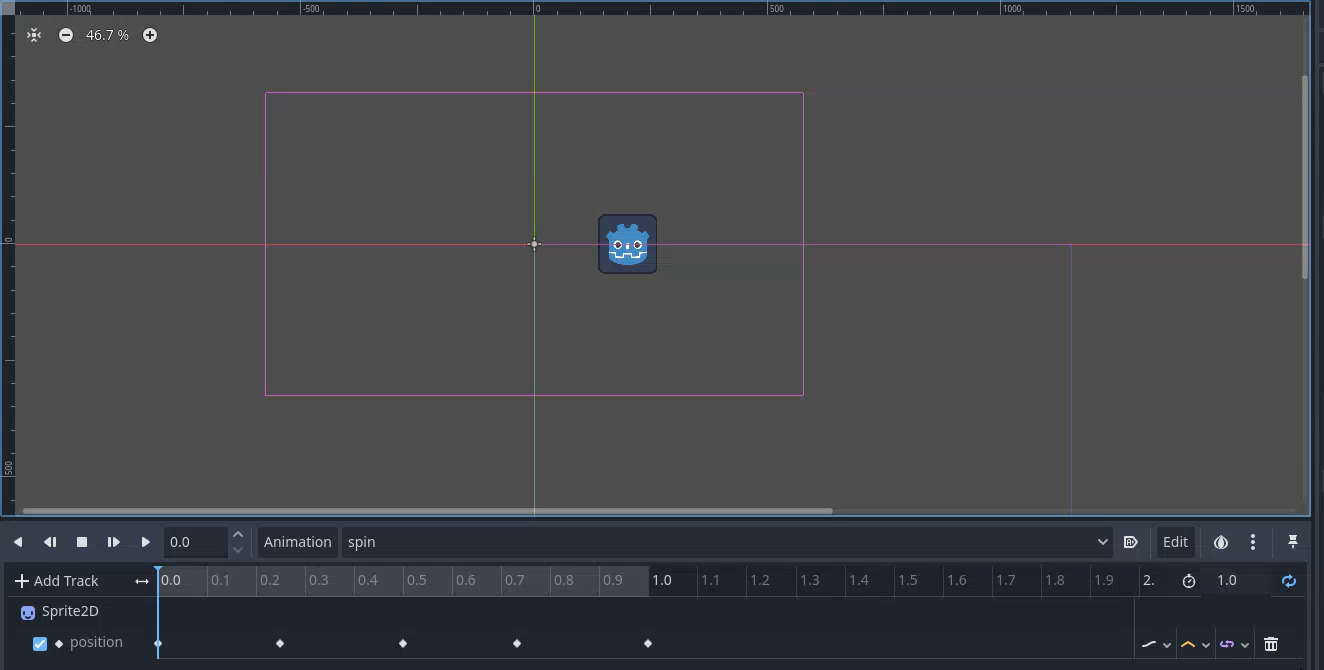 -1000 -500 0 500 1000 1500
46.7 %
0
500
0.0 Animation spin Edit
Add Track 0.0 0.1 0.2 0.3 0.4 0.5 0.6 0.7 0.8 0.9 1.0 1.1 1.2 1.3 1.4 1.5 1.6 1.7 1.8 1.9 2. 1.0
Sprite2D
position